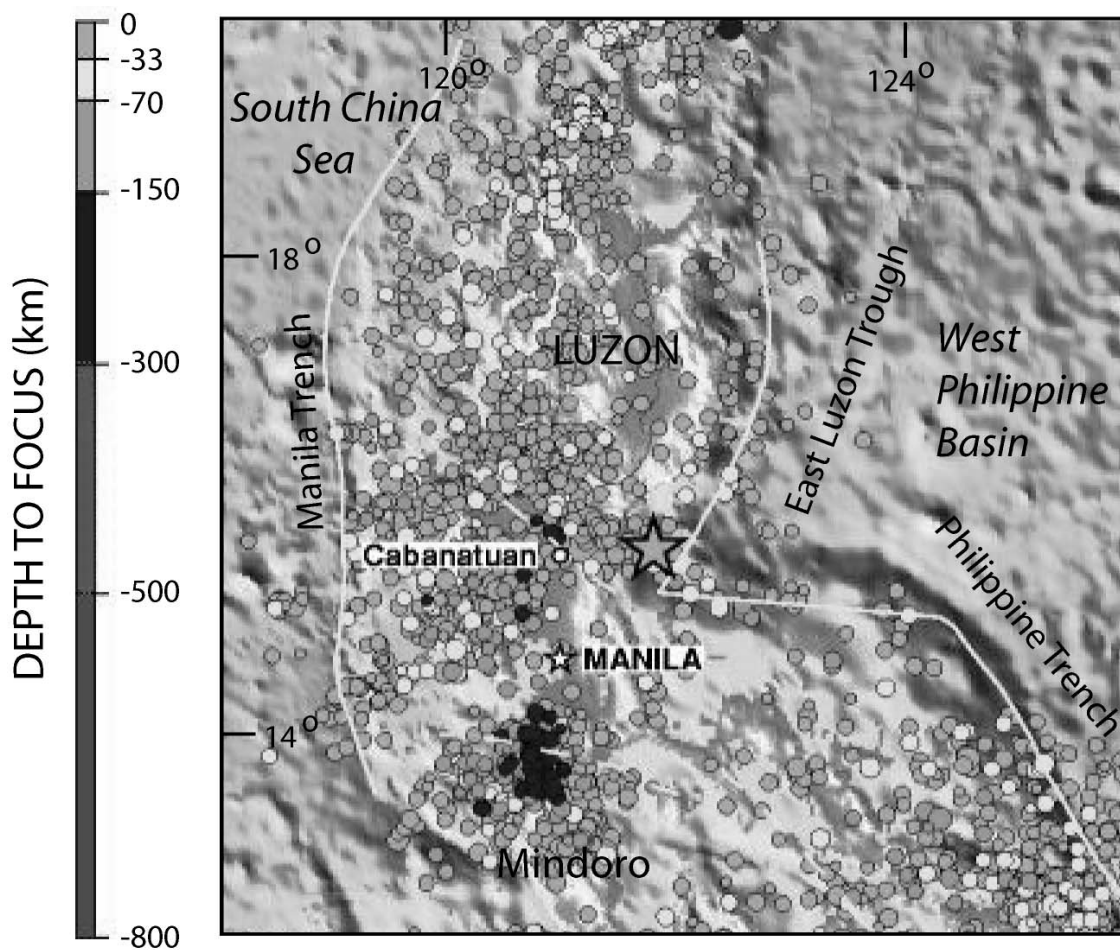 DEPTH TO FOCUS (km)
0
-33
-70
-150
-300
-500
-800
120°
124°
South China
Sea
18°
Manila Trench
LUZON
East Luzon Trough
West
Philippine
Basin
Cabanatuan
Philippine Trench
MANILA
14°
Mindoro